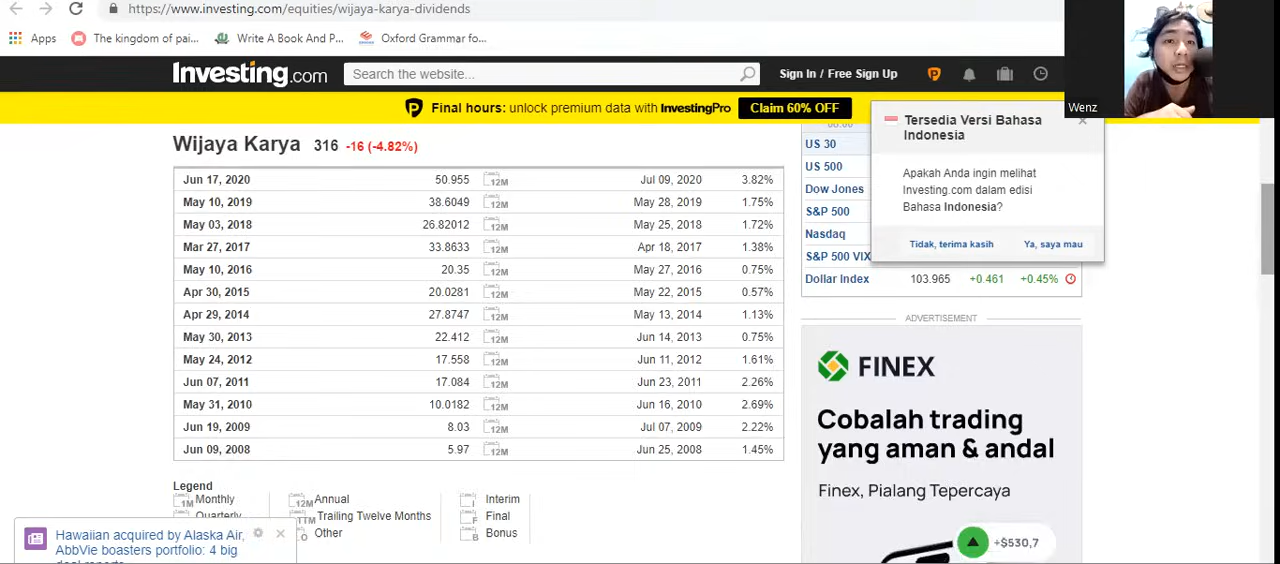 https://www.investing.com/equities/wijaya-karya-dividends
Apps
The kingdom of pai...
Write A Book And P...
Oxford Grammar fo...
Investing.com
Search the website...
Sign In / Free Sign Up
Final hours: unlock premium data with InvestingPro
Claim 60% OFF
Wenz
Wijaya Karya 316 -16 (-4.82%)
Jun 17, 2020 50.955 12M Jul 09, 2020 3.82%
May 10, 2019 38.6049 12M May 28, 2019 1.75%
May 03, 2018 26.82012 12M May 25, 2018 1.72%
Mar 27, 2017 33.8633 12M Apr 18, 2017 1.38%
May 10, 2016 20.35 12M May 27, 2016 0.75%
Apr 30, 2015 20.0281 12M May 22, 2015 0.57%
Apr 29, 2014 27.8747 12M May 13, 2014 1.13%
May 30, 2013 22.412 12M Jun 14, 2013 0.75%
May 24, 2012 17.558 12M Jun 11, 2012 1.61%
Jun 07, 2011 17.084 12M Jun 23, 2011 2.26%
May 31, 2010 10.0182 12M Jun 16, 2010 2.69%
Jun 19, 2009 8.03 12M Jul 07, 2009 2.22%
Jun 09, 2008 5.97 12M Jun 25, 2008 1.45%
Legend
1M Monthly 12M Annual I Interim
Quarterly TTM Trailing Twelve Months F Final
O Other B Bonus
Hawaiian acquired by Alaska Air,
AbbVie boasters portfolio: 4 big
deal reports
US 30
US 500
Dow Jones
S&P 500
Nasdaq
S&P 500 VIX
Dollar Index 103.965 +0.461 +0.45%
Tersedia Versi Bahasa
Indonesia
Apakah Anda ingin melihat
Investing.com dalam edisi
Bahasa Indonesia?
Tidak, terima kasih Ya, saya mau
ADVERTISEMENT
FINEX
Cobalah trading
yang aman & andal
Finex, Pialang Tepercaya
+$530,7